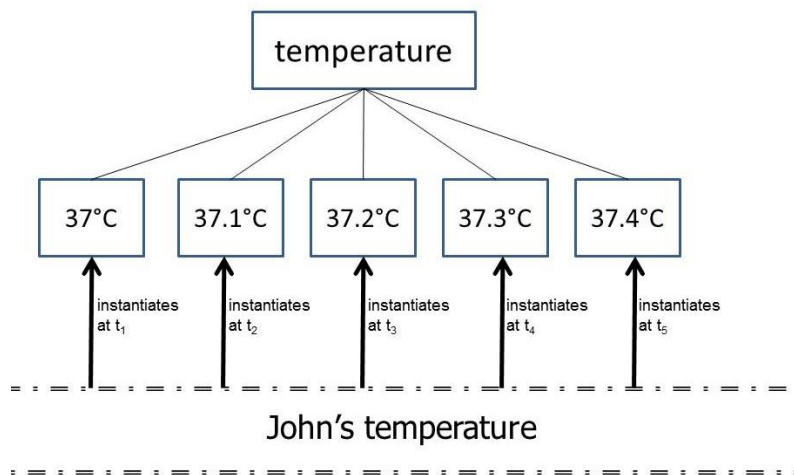 temperature
37°C
37.1°C
37.2°C
37.3°C
37.4°C
instantiates
at t₁
instantiates
at t₂
instantiates
at t₃
instantiates
at t₄
instantiates
at t₅
John's temperature